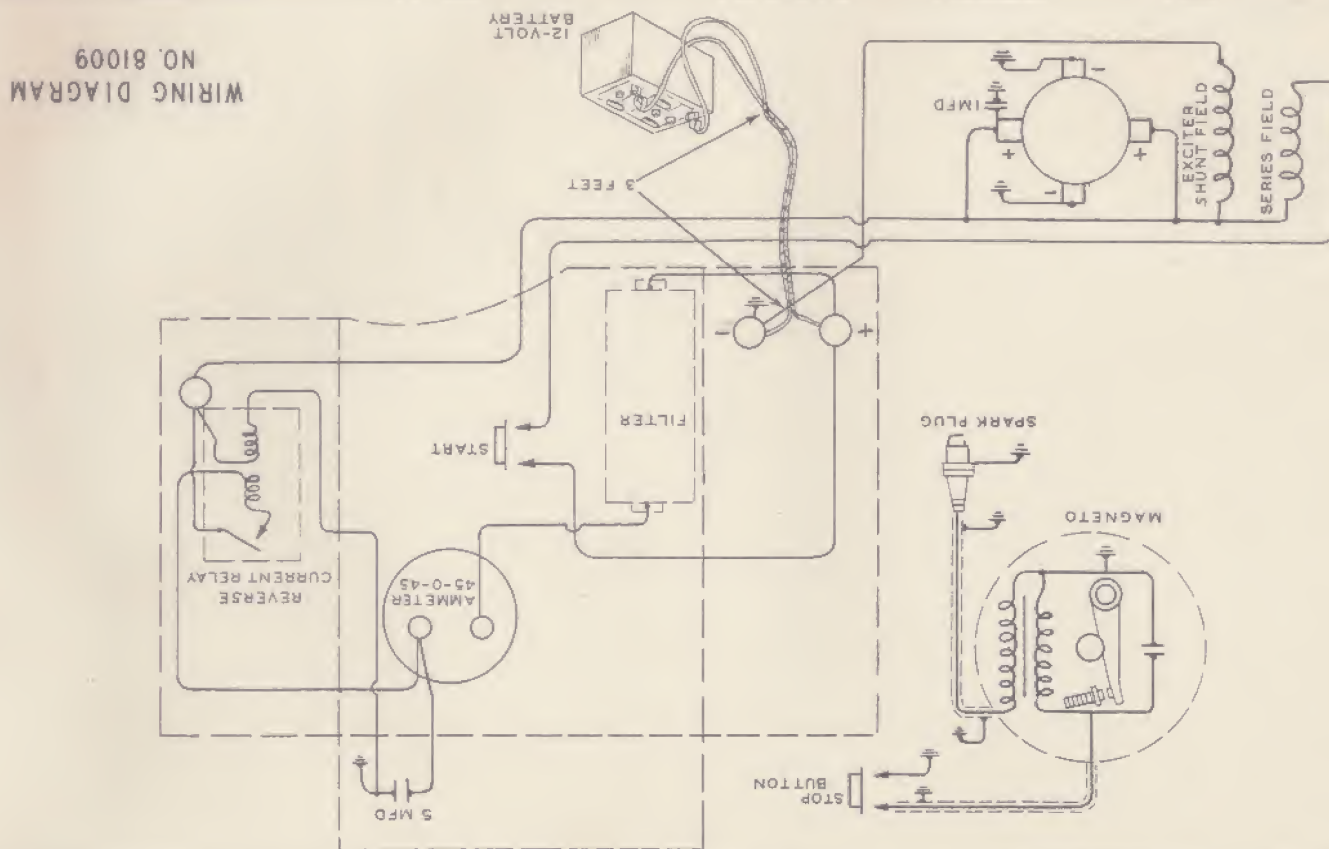 STOP
BUTTON
5 MFD
MAGNETO
SPARK PLUG
AMMETER
45-0-45
REVERSE
CURRENT RELAY
START
FILTER
+
-
3 FEET
SERIES FIELD
EXCITER
SHUNT FIELD
-
+
+
-
1MFD
12-VOLT
BATTERY
WIRING DIAGRAM
NO. 81009